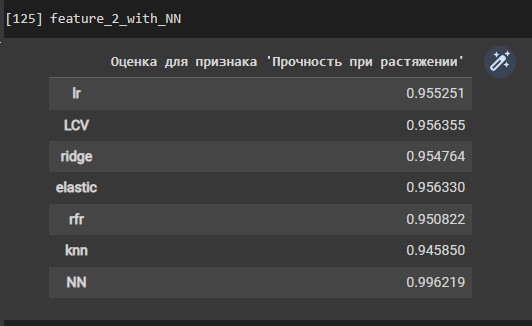 [125] feature_2_with_NN
Оценка для признака 'Прочность при растяжении'
lr 0.955251
LCV 0.956355
ridge 0.954764
elastic 0.956330
rfr 0.950822
knn 0.945850
NN 0.996219